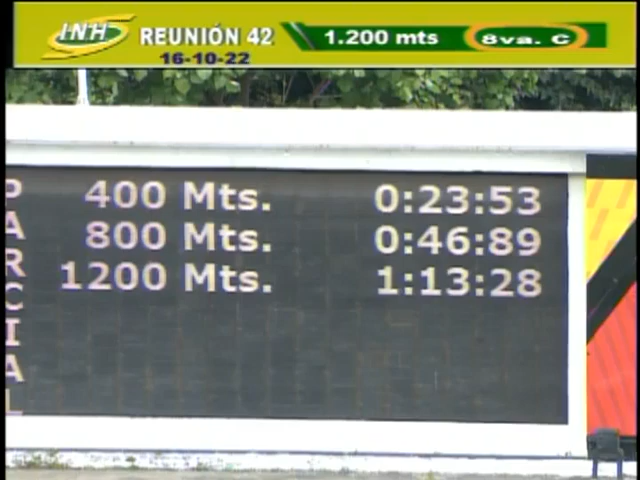 INH REUNIÓN 42 1.200 mts 8va. C
16-10-22
PARCIAL
400 Mts. 0:23:53
800 Mts. 0:46:89
1200 Mts. 1:13:28